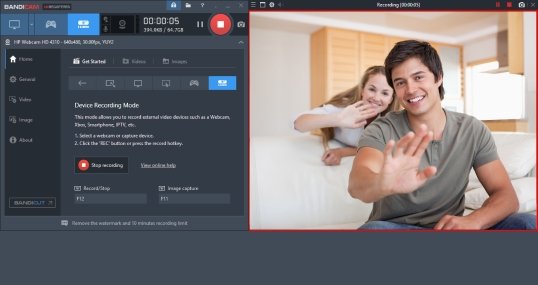 BANDICAM UNREGISTERED
00:00:05
394.8KB / 64.7GB
Recording [00:00:05]
HP Webcam HD 4310 - 640x480, 30.00fps, YUY2
Home
General
Video
Image
About
BANDICUT
Get Started
Videos
Images
Device Recording Mode
This mode allows you to record external video devices such as a Webcam,
Xbox, Smartphone, IPTV, etc.
1. Select a webcam or capture device.
2. Click the 'REC' button or press the record hotkey.
Stop recording
View online help
Record/Stop
Image capture
F12
F11
Remove the watermark and 10 minutes recording limit